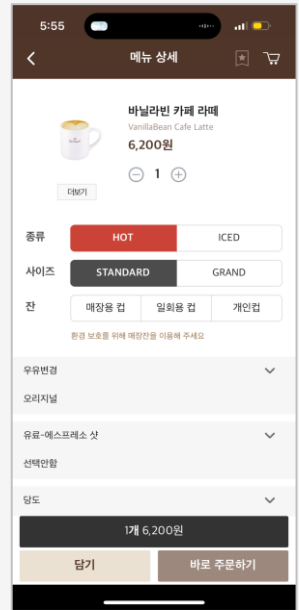 5:55
메뉴 상세
바닐라빈 카페 라떼
VanillaBean Cafe Latte
6,200원
1
더보기
종류 HOT ICED
사이즈 STANDARD GRAND
잔 매장용 컵 일회용 컵 개인컵
환경 보호를 위해 매장잔을 이용해 주세요
우유변경
오리지널
유료-에스프레소 샷
선택안함
당도
1개 6,200원
담기 바로 주문하기